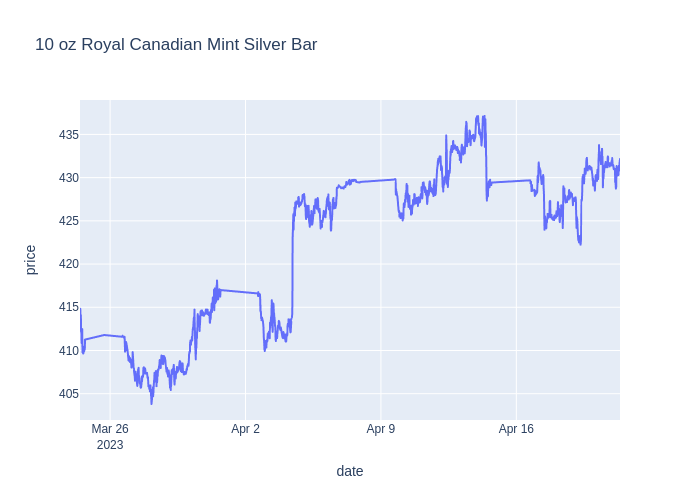 10 oz Royal Canadian Mint Silver Bar
price
435
430
425
420
415
410
405
Mar 26
2023
Apr 2
Apr 9
Apr 16
date